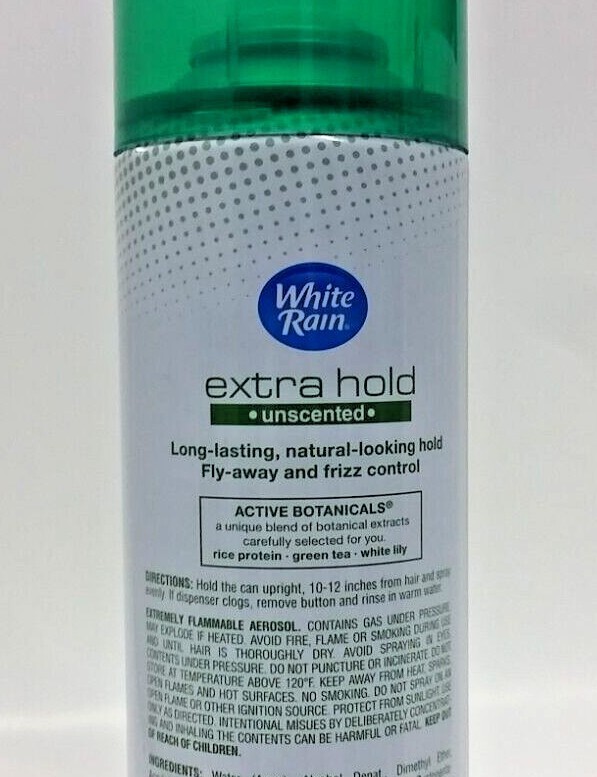 White
Rain®
extra hold
• unscented •
Long-lasting, natural-looking hold
Fly-away and frizz control
ACTIVE BOTANICALS®
a unique blend of botanical extracts
carefully selected for you.
rice protein · green tea · white lily
DIRECTIONS: Hold the can upright, 10-12 inches from hair and spray
evenly. If dispenser clogs, remove button and rinse in warm water.
EXTREMELY FLAMMABLE AEROSOL. CONTAINS GAS UNDER PRESSURE,
MAY EXPLODE IF HEATED. AVOID FIRE, FLAME OR SMOKING DURING USE
AND UNTIL HAIR IS THOROUGHLY DRY. AVOID SPRAYING IN EYES.
CONTENTS UNDER PRESSURE. DO NOT PUNCTURE OR INCINERATE. DO NOT
STORE AT TEMPERATURE ABOVE 120°F. KEEP AWAY FROM HEAT, SPARKS,
OPEN FLAMES AND HOT SURFACES. NO SMOKING. DO NOT SPRAY ON AN
OPEN FLAME OR OTHER IGNITION SOURCE. PROTECT FROM SUNLIGHT. USE
ONLY AS DIRECTED. INTENTIONAL MISUES BY DELIBERATELY CONCENTRAT-
ING AND INHALING THE CONTENTS CAN BE HARMFUL OR FATAL. KEEP OUT
OF REACH OF CHILDREN.
INGREDIENTS: Alcohol Denat., Dimethyl Ether,